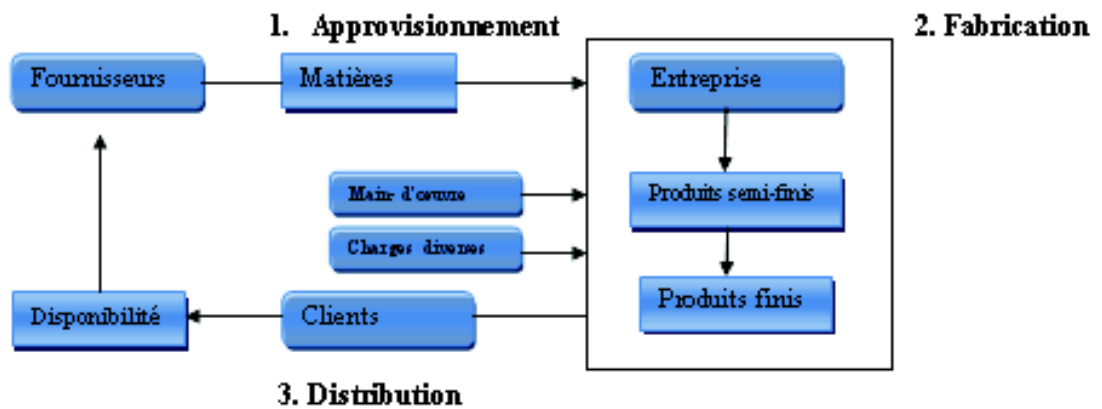 1. Approvisionnement
2. Fabrication
Fournisseurs
Matières
Entreprise
Main- d'oeuvre
Produits semi-finis
Charges diverses
Produits finis
Disponibilité
Clients
3. Distribution